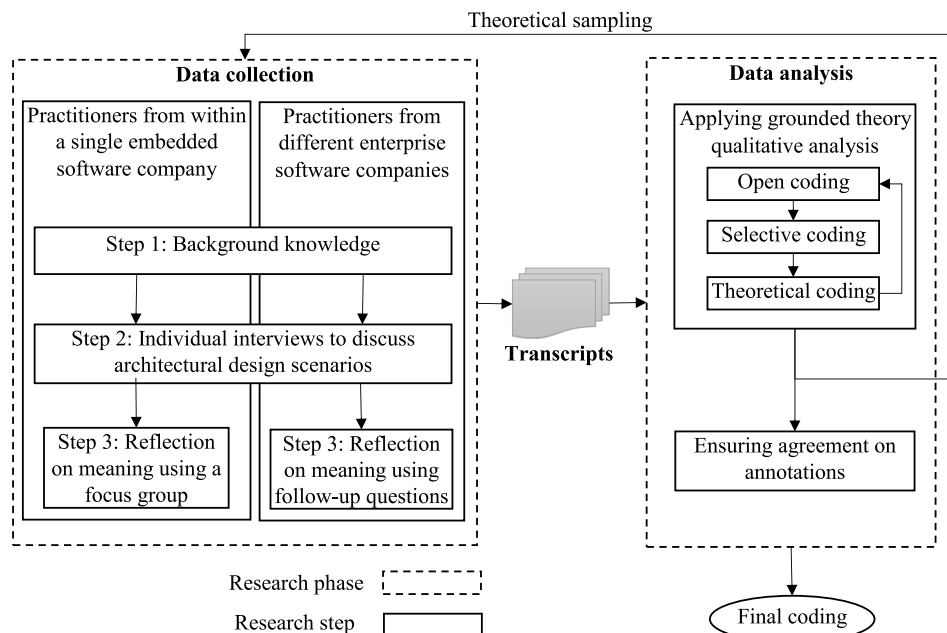 Theoretical sampling
Data collection
Practitioners from within
a single embedded
software company
Practitioners from
different enterprise
software companies
Step 1: Background knowledge
Step 2: Individual interviews to discuss
architectural design scenarios
Step 3: Reflection
on meaning using a
focus group
Step 3: Reflection
on meaning using
follow-up questions
Transcripts
Data analysis
Applying grounded theory
qualitative analysis
Open coding
Selective coding
Theoretical coding
Ensuring agreement on
annotations
Final coding
Research phase
Research step